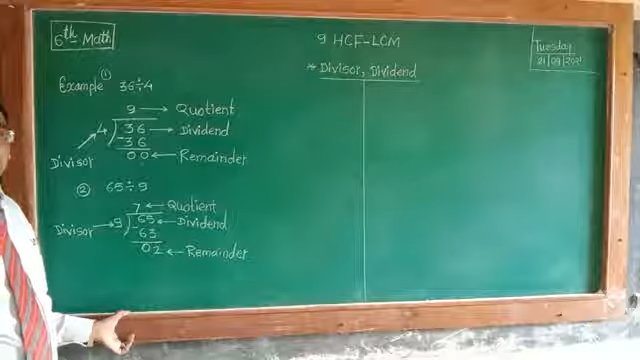 6th Math
9 HCF-LCM
Tuesday
21/09/2021
* Divisor, Dividend
Example ① 36÷4
9 → Quotient
4 ) 36 → Dividend
Divisor
- 36
00 ← Remainder
② 65÷9
7 ← Quotient
Divisor → 9 ) 65 ← Dividend
- 63
02 ← Remainder